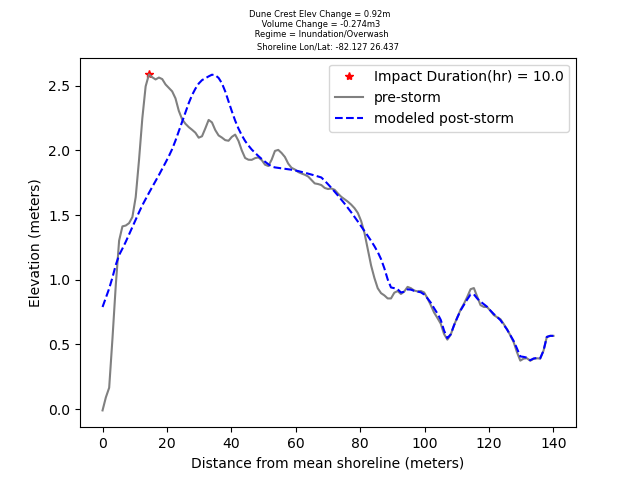 Dune Crest Elev Change = 0.92m
Volume Change = -0.274m3
Regime = Inundation/Overwash
Shoreline Lon/Lat: -82.127 26.437
Impact Duration(hr) = 10.0
pre-storm
modeled post-storm
2.5
2.0
1.5
1.0
0.5
0.0
Elevation (meters)
0 20 40 60 80 100 120 140
Distance from mean shoreline (meters)